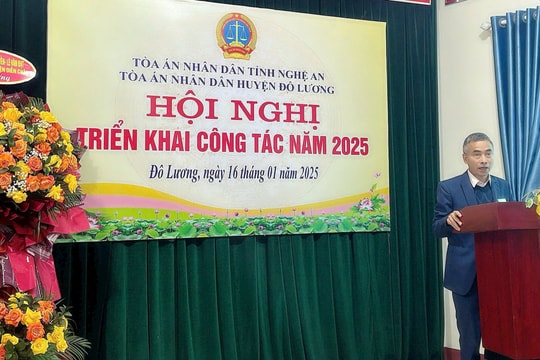 TÒA ÁN NHÂN DÂN TỈNH NGHỆ AN
TÒA ÁN NHÂN DÂN HUYỆN ĐÔ LƯƠNG
HỘI NGHỊ
TRIỂN KHAI CÔNG TÁC NĂM 2025
Đô Lương, ngày 16 tháng 01 năm 2025